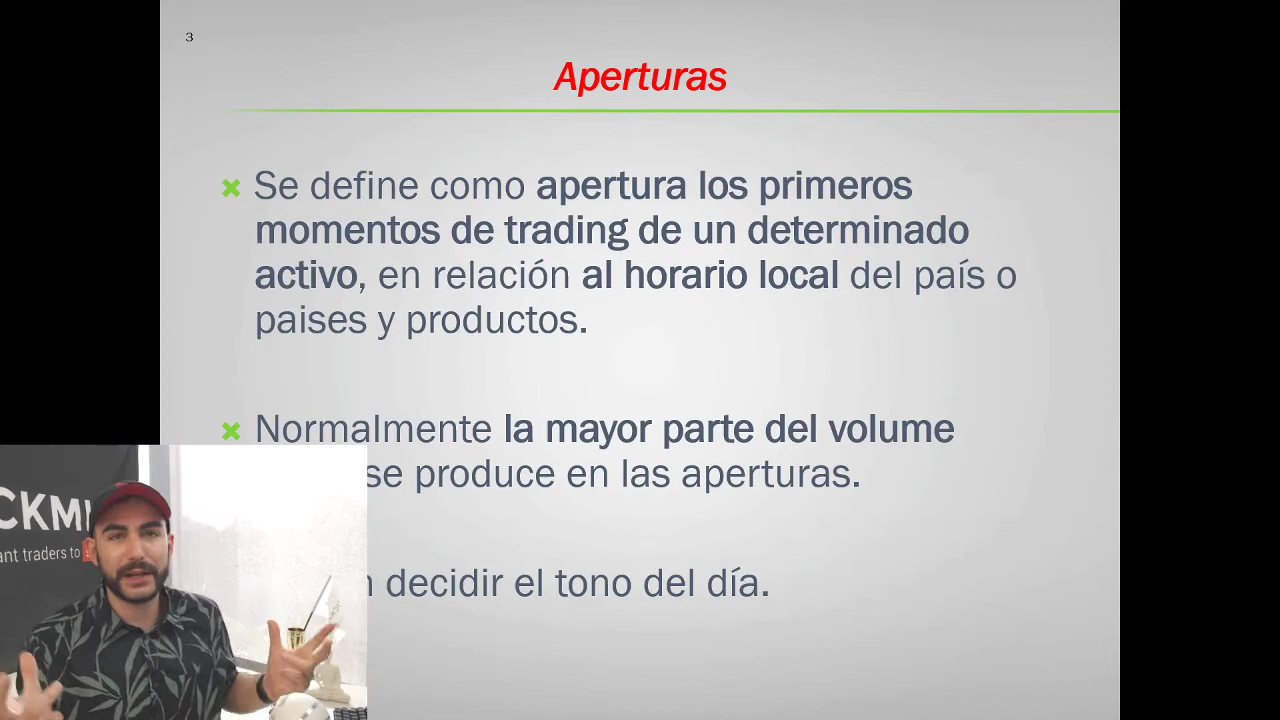 3
Aperturas
Se define como apertura los primeros
momentos de trading de un determinado
activo, en relación al horario local del país o
paises y productos.
Normalmente la mayor parte del volume
se produce en las aperturas.
decidir el tono del día.
CKMI
ant traders to